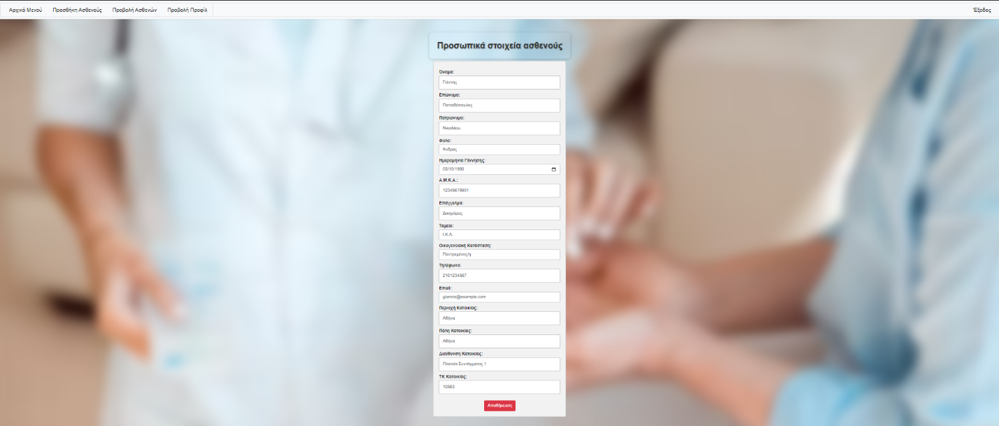 Αρχικό Μενού Προσθήκη Ασθενούς Προβολή Ασθενών Προβολή Προφίλ Έξοδος
Προσωπικά στοιχεία ασθενούς
Όνομα:
Γιάννης
Επώνυμο:
Παπαδόπουλος
Πατρώνυμο:
Νικολάου
Φύλο:
Άνδρας
Ημερομηνία Γέννησης:
05/10/1980
Α.Μ.Κ.Α.:
12345678901
Επάγγελμα:
Δικηγόρος
Ταμείο:
Ι.Κ.Α.
Οικογενειακή Κατάσταση:
Παντρεμένος/η
Τηλέφωνο:
2101234567
Email:
giannis@example.com
Περιοχή Κατοικίας:
Αθήνα
Πόλη Κατοικίας:
Αθήνα
Διεύθυνση Κατοικίας:
Πλατεία Συντάγματος 1
ΤΚ Κατοικίας:
10563
Αποθήκευση